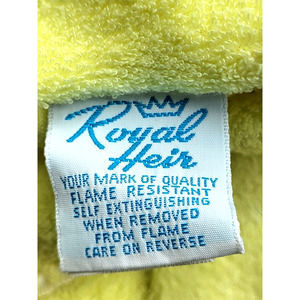 Royal
Heir
YOUR MARK OF QUALITY
FLAME RESISTANT
SELF EXTINGUISHING
WHEN REMOVED
FROM FLAME
CARE ON REVERSE